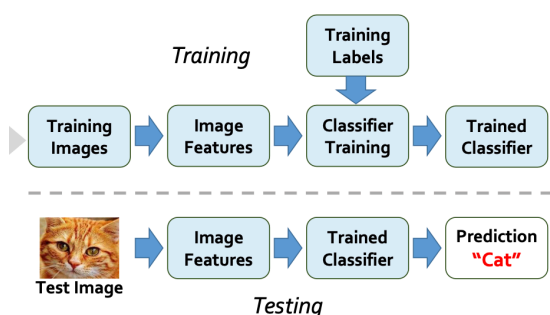 Training
Training
Labels
Training
Images
Image
Features
Classifier
Training
Trained
Classifier
Test Image
Image
Features
Trained
Classifier
Prediction
“Cat”
Testing